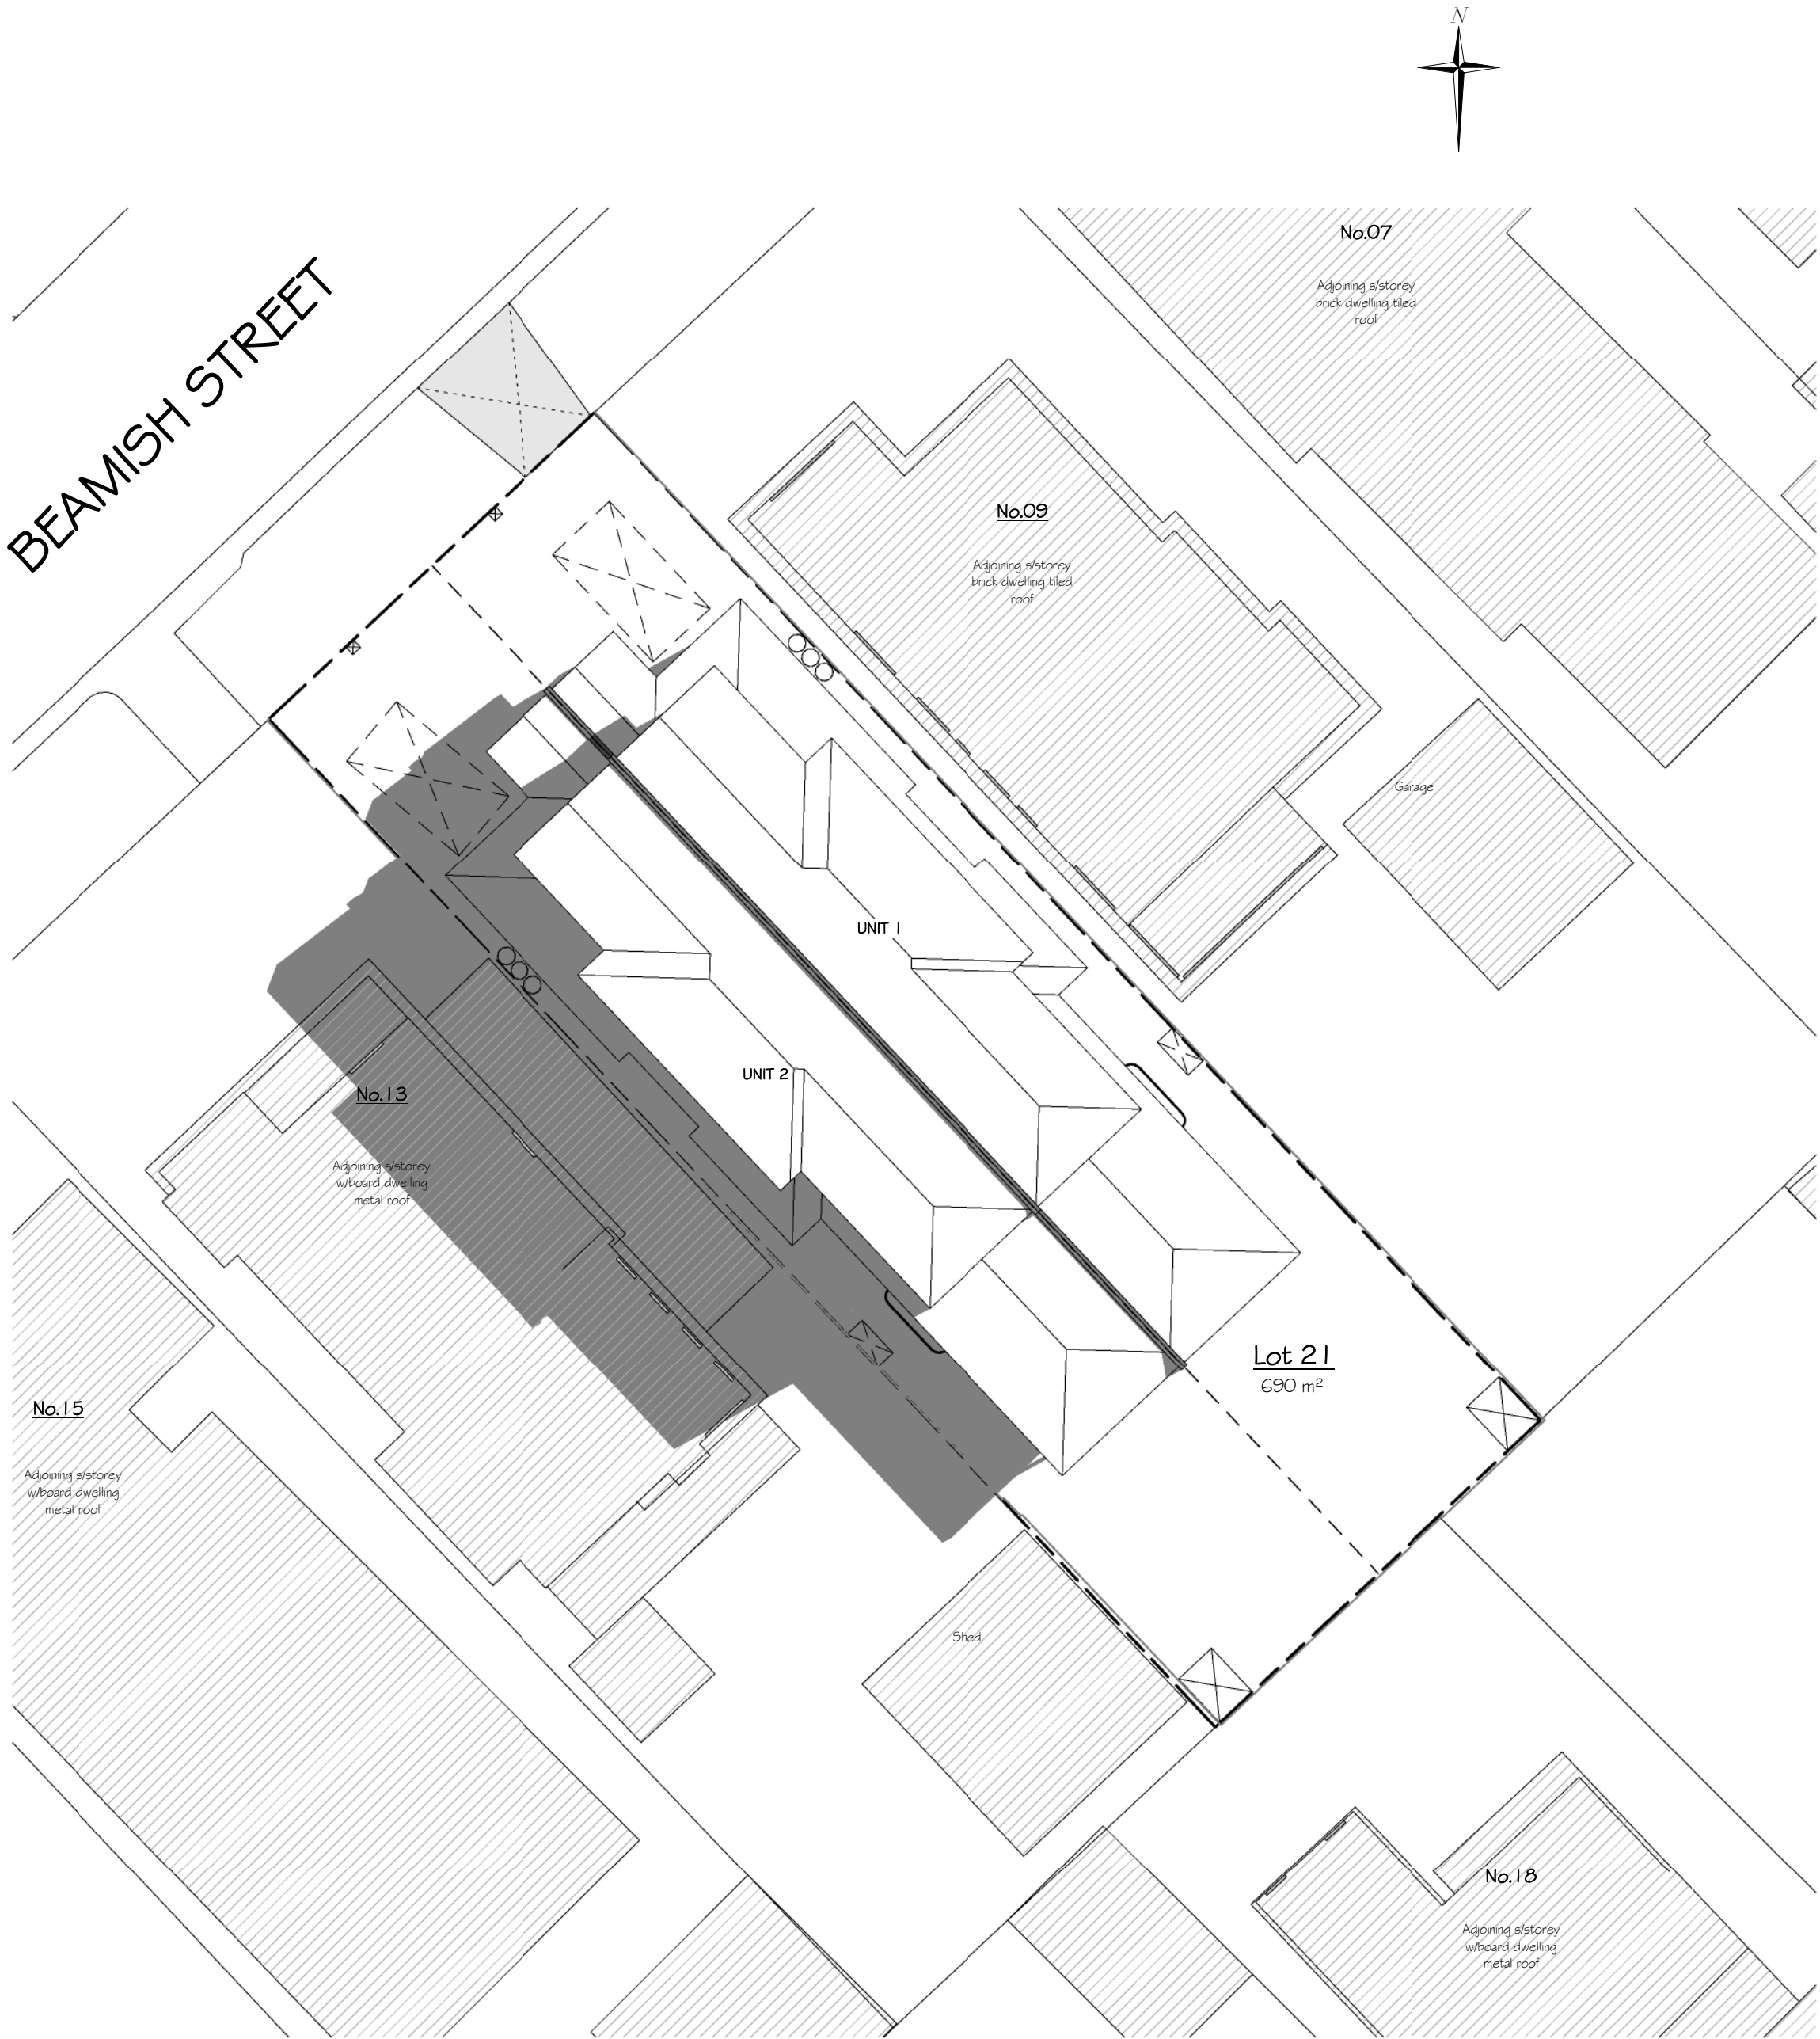 N
BEAMISH STREET
No.07
Adjoining s/storey
brick dwelling tiled
roof
No.09
Adjoining s/storey
brick dwelling tiled
roof
Garage
UNIT 1
UNIT 2
No.13
Adjoining s/storey
w/board dwelling
metal roof
Lot 21
690 m²
No.15
Adjoining s/storey
w/board dwelling
metal roof
Shed
No.18
Adjoining s/storey
w/board dwelling
metal roof